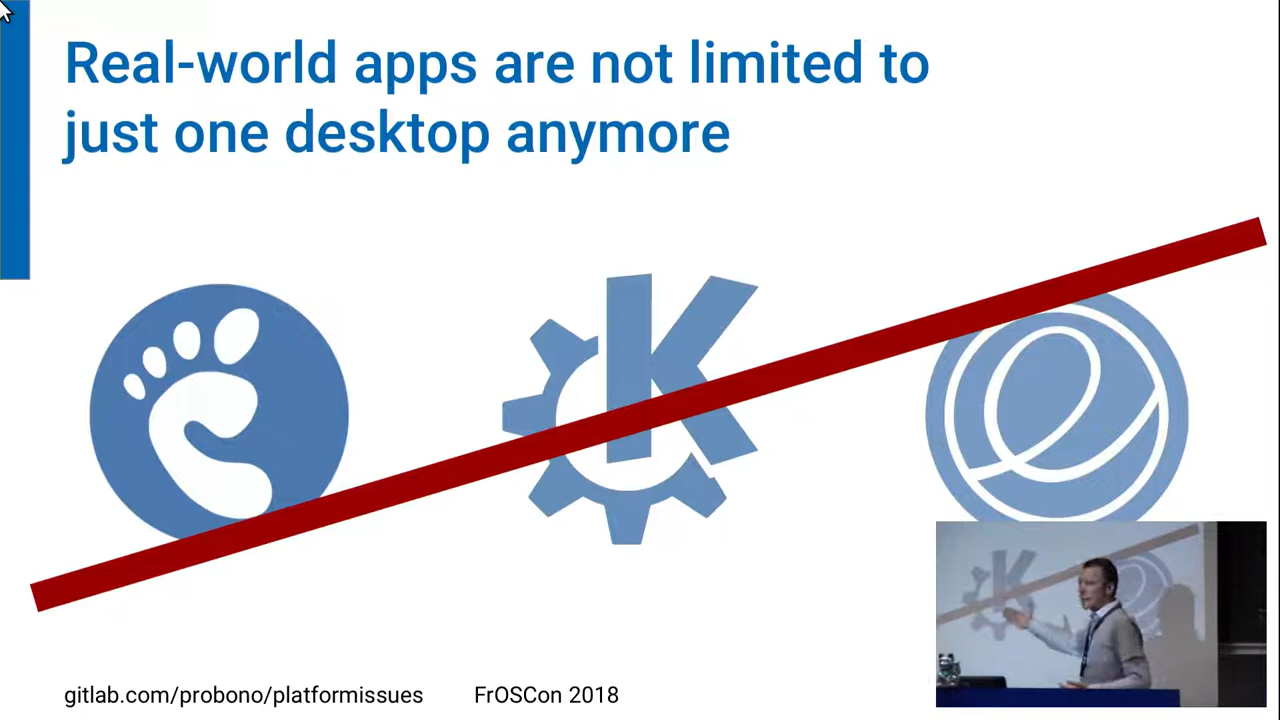 Real-world apps are not limited to
just one desktop anymore
gitlab.com/probono/platformissues FrOSCon 2018